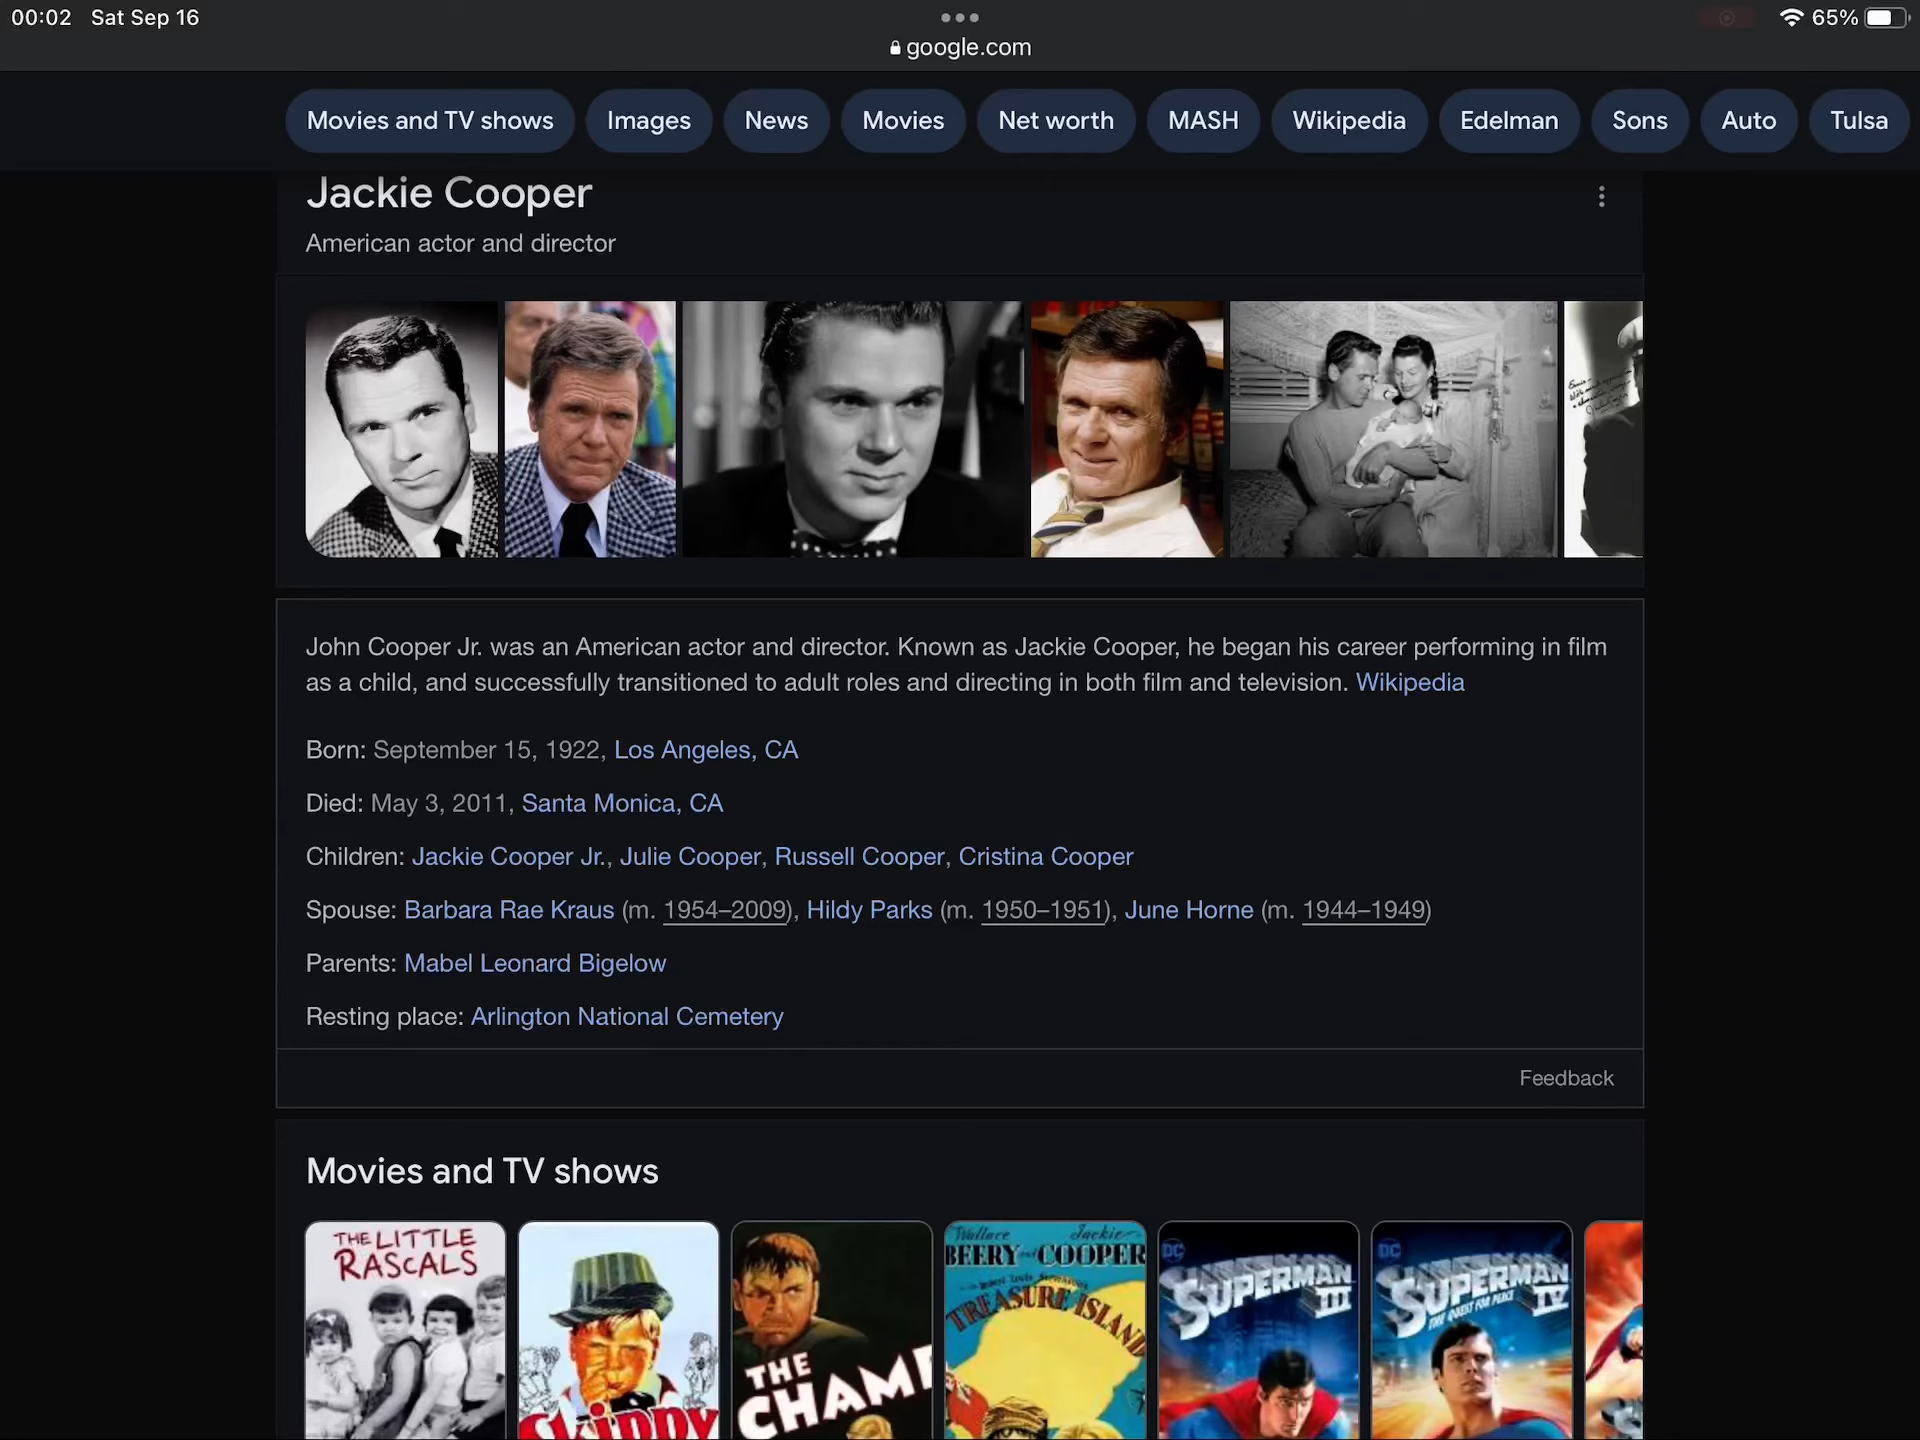 00:02 Sat Sep 16
65%
google.com
Movies and TV shows
Images
News
Movies
Net worth
MASH
Wikipedia
Edelman
Sons
Auto
Tulsa
Jackie Cooper
American actor and director
John Cooper Jr. was an American actor and director. Known as Jackie Cooper, he began his career performing in film
as a child, and successfully transitioned to adult roles and directing in both film and television. Wikipedia
Born: September 15, 1922, Los Angeles, CA
Died: May 3, 2011, Santa Monica, CA
Children: Jackie Cooper Jr., Julie Cooper, Russell Cooper, Cristina Cooper
Spouse: Barbara Rae Kraus (m. 1954–2009), Hildy Parks (m. 1950–1951), June Horne (m. 1944–1949)
Parents: Mabel Leonard Bigelow
Resting place: Arlington National Cemetery
Feedback
Movies and TV shows
THE LITTLE
RASCALS
Skippy
THE
CHAMP
Wallace Jackie
BEERY and COOPER
TREASURE ISLAND
DC
SUPERMAN
III
DC
SUPERMAN
THE QUEST FOR PEACE IV